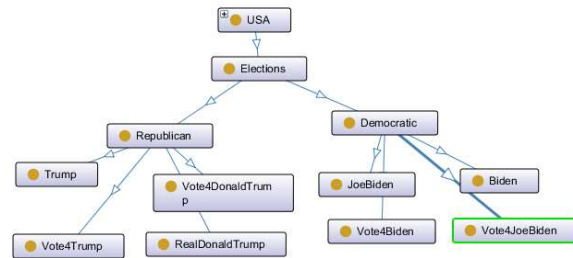 USA
Elections
Republican
Democratic
Trump
Vote4DonaldTrum
p
JoeBiden
Biden
Vote4Trump
RealDonaldTrump
Vote4Biden
Vote4JoeBiden